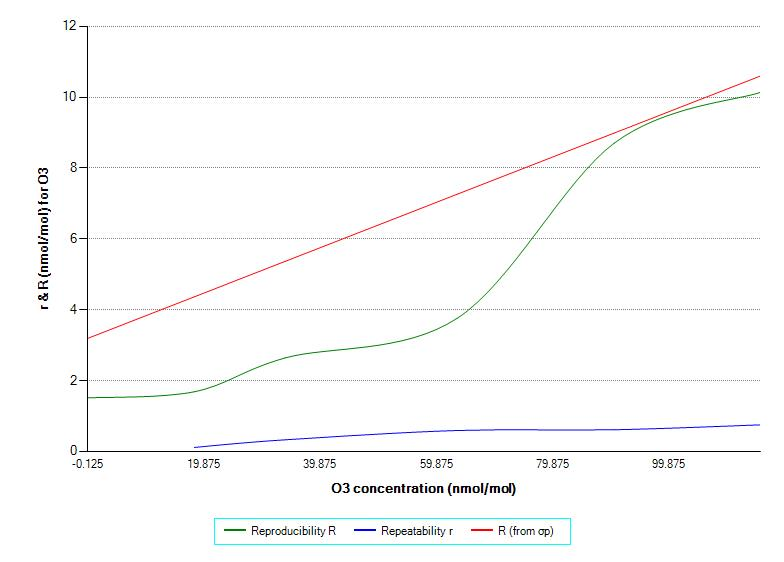 12
10
8
6
4
2
0
r & R (nmol/mol) for O3
-0.125 19.875 39.875 59.875 79.875 99.875
O3 concentration (nmol/mol)
Reproducibility R Repeatability r R (from σp)